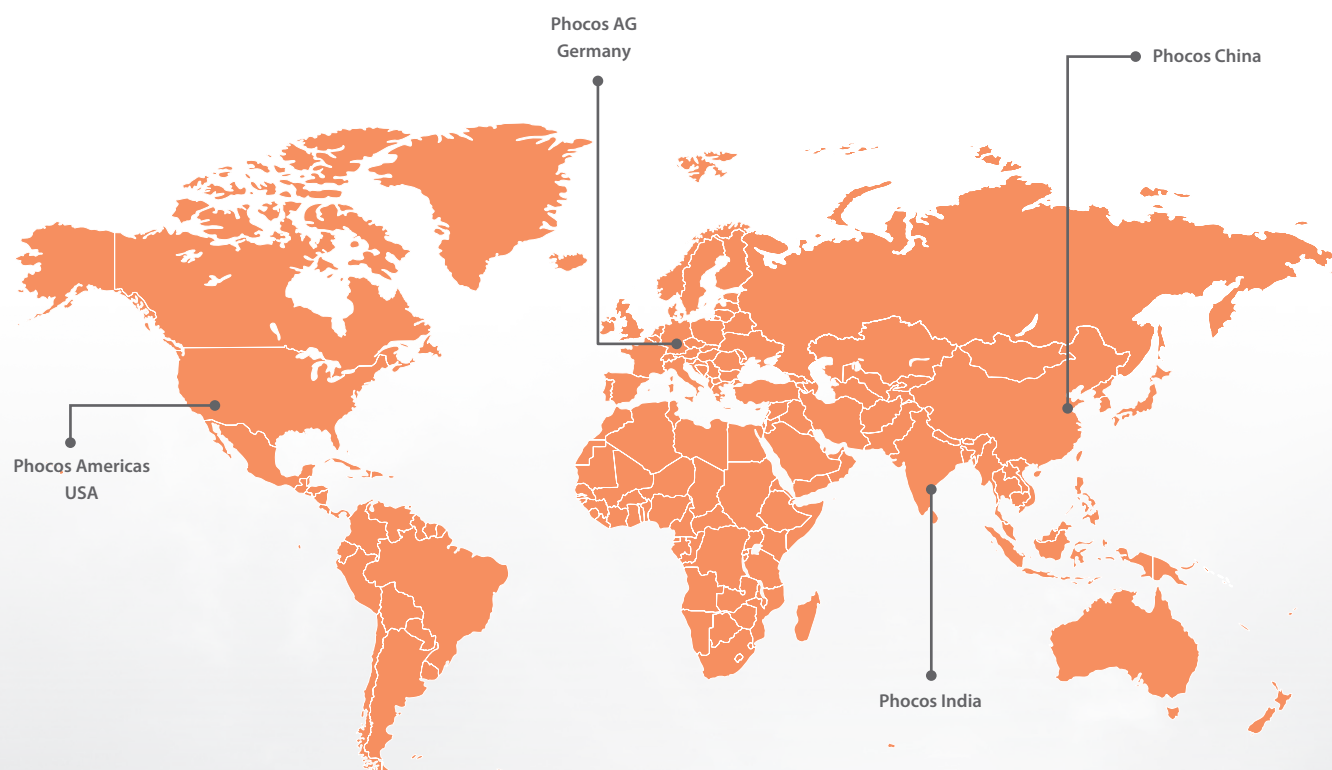 Phocos AG
Germany
Phocos China
Phocos Americas
USA
Phocos India